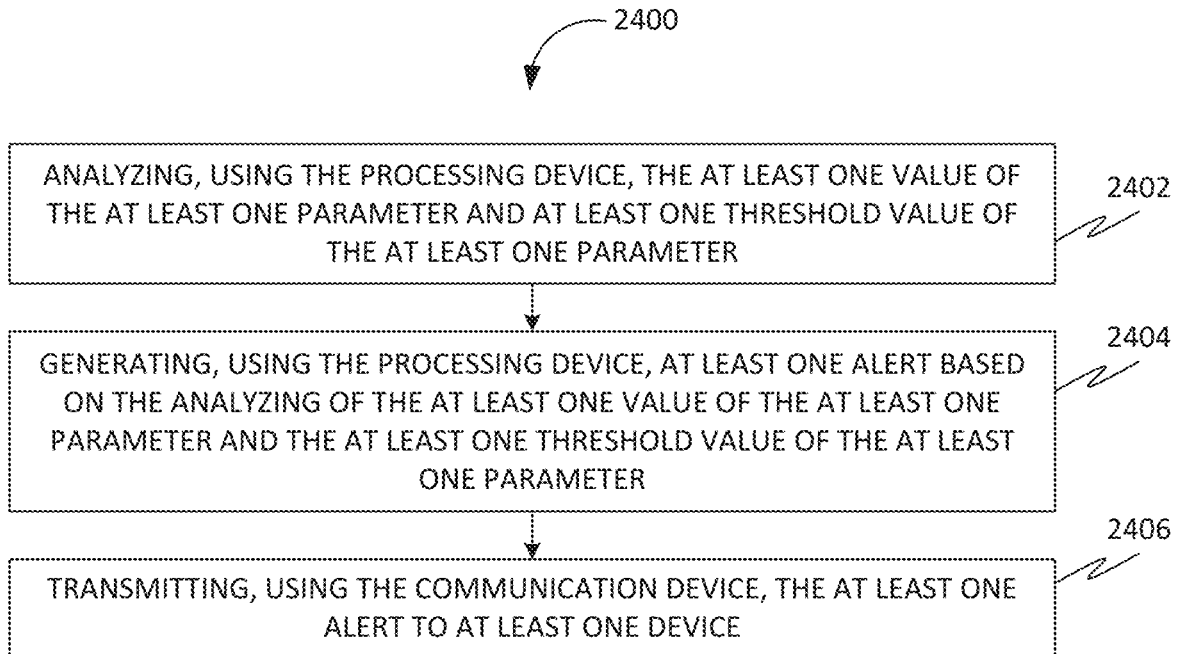 2400
ANALYZING, USING THE PROCESSING DEVICE, THE AT LEAST ONE VALUE OF
THE AT LEAST ONE PARAMETER AND AT LEAST ONE THRESHOLD VALUE OF
THE AT LEAST ONE PARAMETER
2402
GENERATING, USING THE PROCESSING DEVICE, AT LEAST ONE ALERT BASED
ON THE ANALYZING OF THE AT LEAST ONE VALUE OF THE AT LEAST ONE
PARAMETER AND THE AT LEAST ONE THRESHOLD VALUE OF THE AT LEAST
ONE PARAMETER
2404
TRANSMITTING, USING THE COMMUNICATION DEVICE, THE AT LEAST ONE
ALERT TO AT LEAST ONE DEVICE
2406